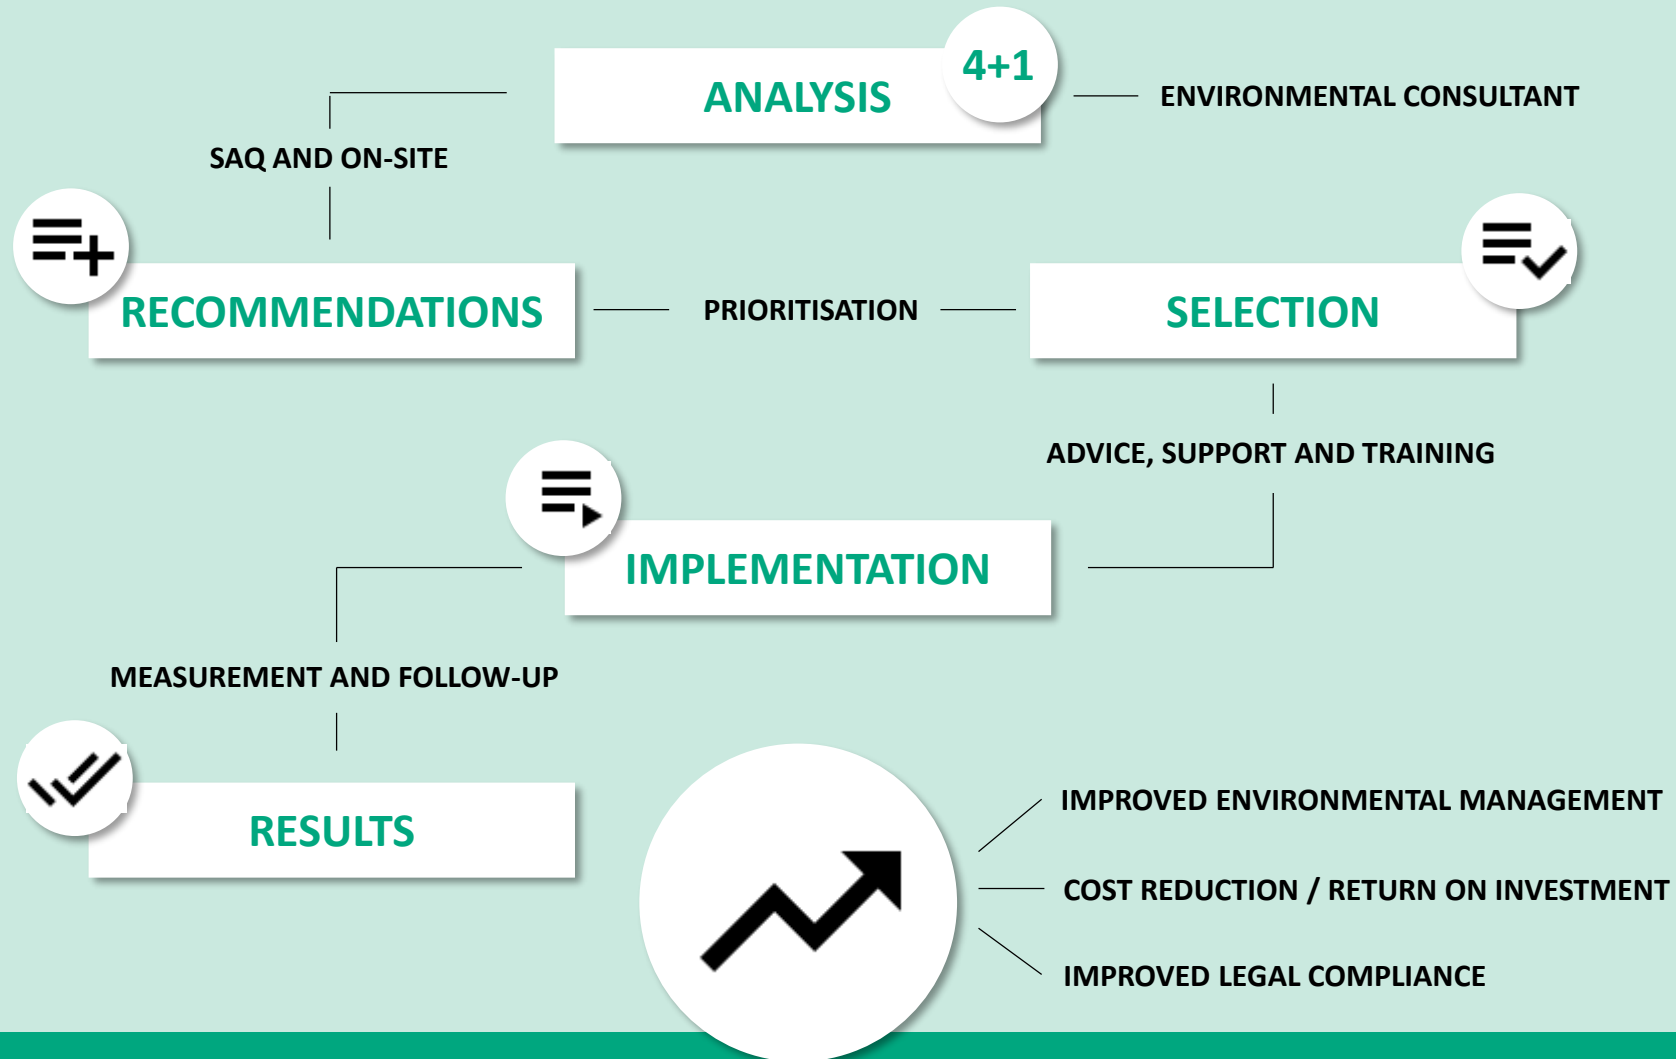 4+1
ANALYSIS
ENVIRONMENTAL CONSULTANT
SAQ AND ON-SITE
RECOMMENDATIONS
PRIORITISATION
SELECTION
ADVICE, SUPPORT AND TRAINING
IMPLEMENTATION
MEASUREMENT AND FOLLOW-UP
RESULTS
IMPROVED ENVIRONMENTAL MANAGEMENT
COST REDUCTION / RETURN ON INVESTMENT
IMPROVED LEGAL COMPLIANCE